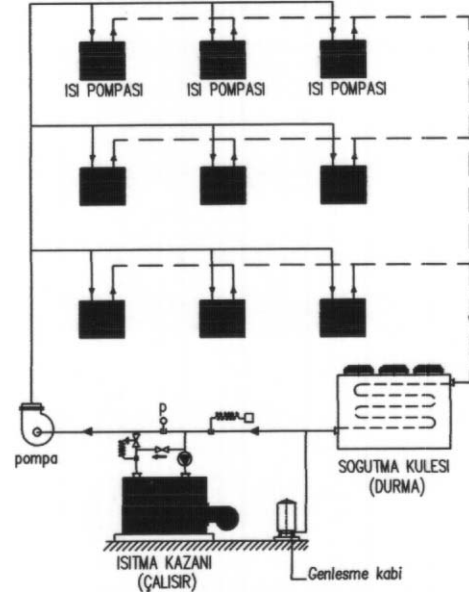 ISI POMPASI ISI POMPASI ISI POMPASI
p
pompa
SOGUTMA KULESI
(DURMA)
ISITMA KAZANI
(ÇALISIR)
Genlesme kabi